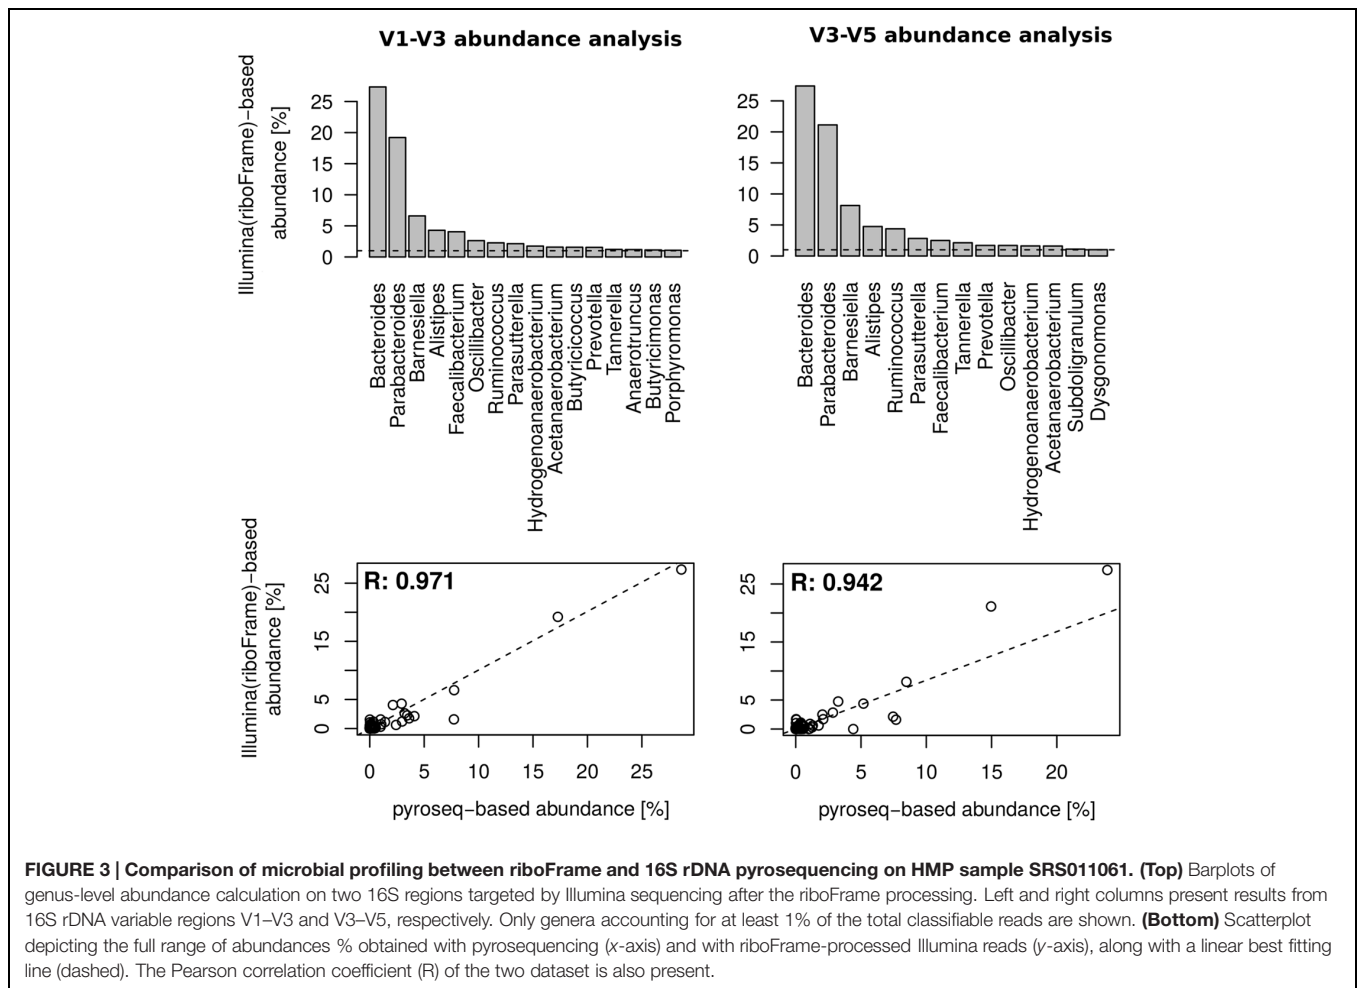 V1-V3 abundance analysis
Illumina(riboFrame)−based
abundance [%]
25
20
15
10
5
0
Bacteroides
Parabacteroides
Barnesiella
Alistipes
Faecalibacterium
Oscillibacter
Ruminococcus
Parasutterella
Hydrogenoanaerobacterium
Acetanaerobacterium
Butyricicoccus
Prevotella
Tannerella
Anaerotruncus
Butyricimonas
Porphyromonas
V3-V5 abundance analysis
25
20
15
10
5
0
Bacteroides
Parabacteroides
Barnesiella
Alistipes
Ruminococcus
Parasutterella
Faecalibacterium
Tannerella
Prevotella
Oscillibacter
Hydrogenoanaerobacterium
Acetanaerobacterium
Subdoligranulum
Dysgonomonas
Illumina(riboFrame)−based
abundance [%]
R: 0.971
25
15
5
0
0 5 10 15 20 25
pyroseq−based abundance [%]
R: 0.942
25
15
5
0
0 5 10 15 20
pyroseq−based abundance [%]
FIGURE 3 | Comparison of microbial profiling between riboFrame and 16S rDNA pyrosequencing on HMP sample SRS011061. (Top) Barplots of
genus-level abundance calculation on two 16S regions targeted by Illumina sequencing after the riboFrame processing. Left and right columns present results from
16S rDNA variable regions V1–V3 and V3–V5, respectively. Only genera accounting for at least 1% of the total classifiable reads are shown. (Bottom) Scatterplot
depicting the full range of abundances % obtained with pyrosequencing (x-axis) and with riboFrame-processed Illumina reads (y-axis), along with a linear best fitting
line (dashed). The Pearson correlation coefficient (R) of the two dataset is also present.